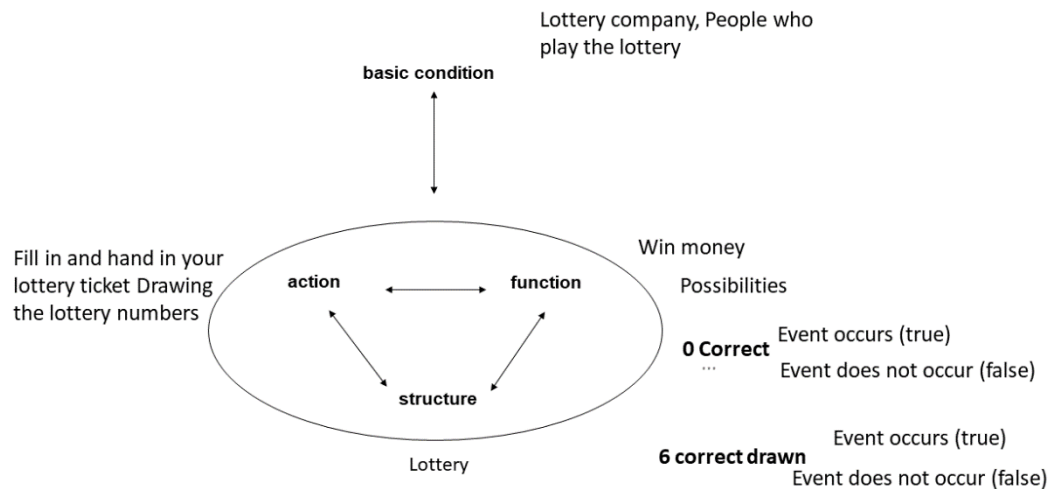 Lottery company, People who
play the lottery
basic condition
Fill in and hand in your
lottery ticket Drawing
the lottery numbers
action
function
structure
Lottery
Win money
Possibilities
0 Correct
...
Event occurs (true)
Event does not occur (false)
6 correct drawn
Event occurs (true)
Event does not occur (false)